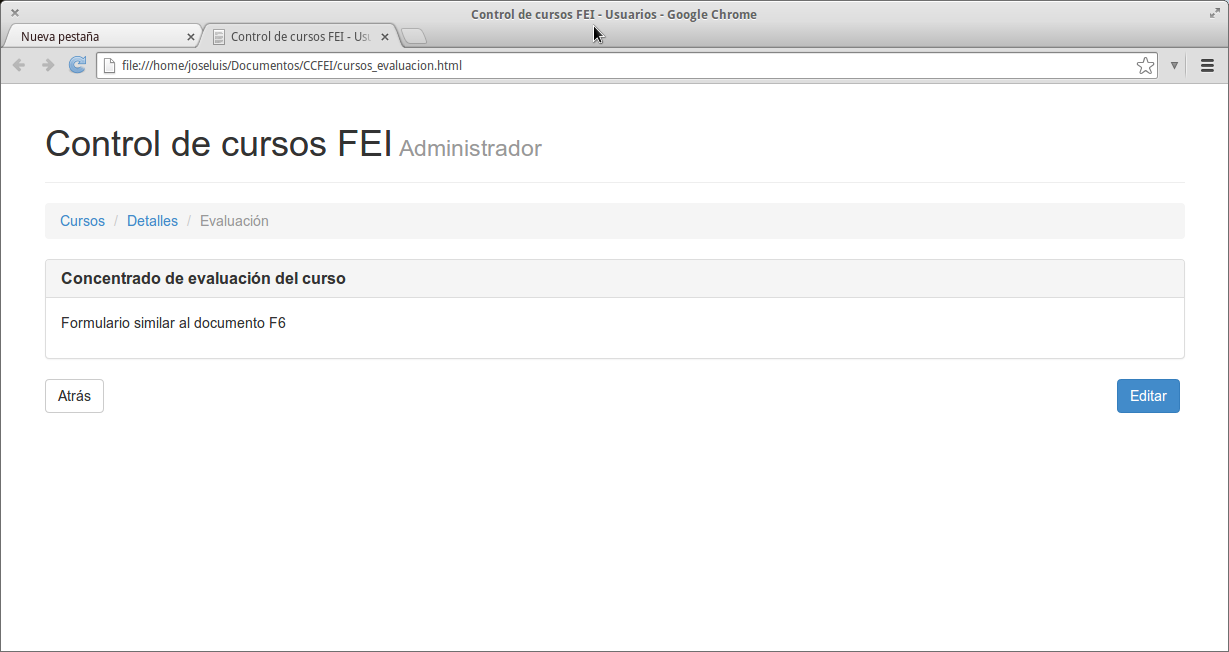 Control de cursos FEI - Usuarios - Google Chrome
Nueva pestaña
Control de cursos FEI - Usu
file:///home/joseluis/Documentos/CCFEI/cursos_evaluacion.html
Control de cursos FEI Administrador
Cursos / Detalles / Evaluación
Concentrado de evaluación del curso
Formulario similar al documento F6
Atrás Editar